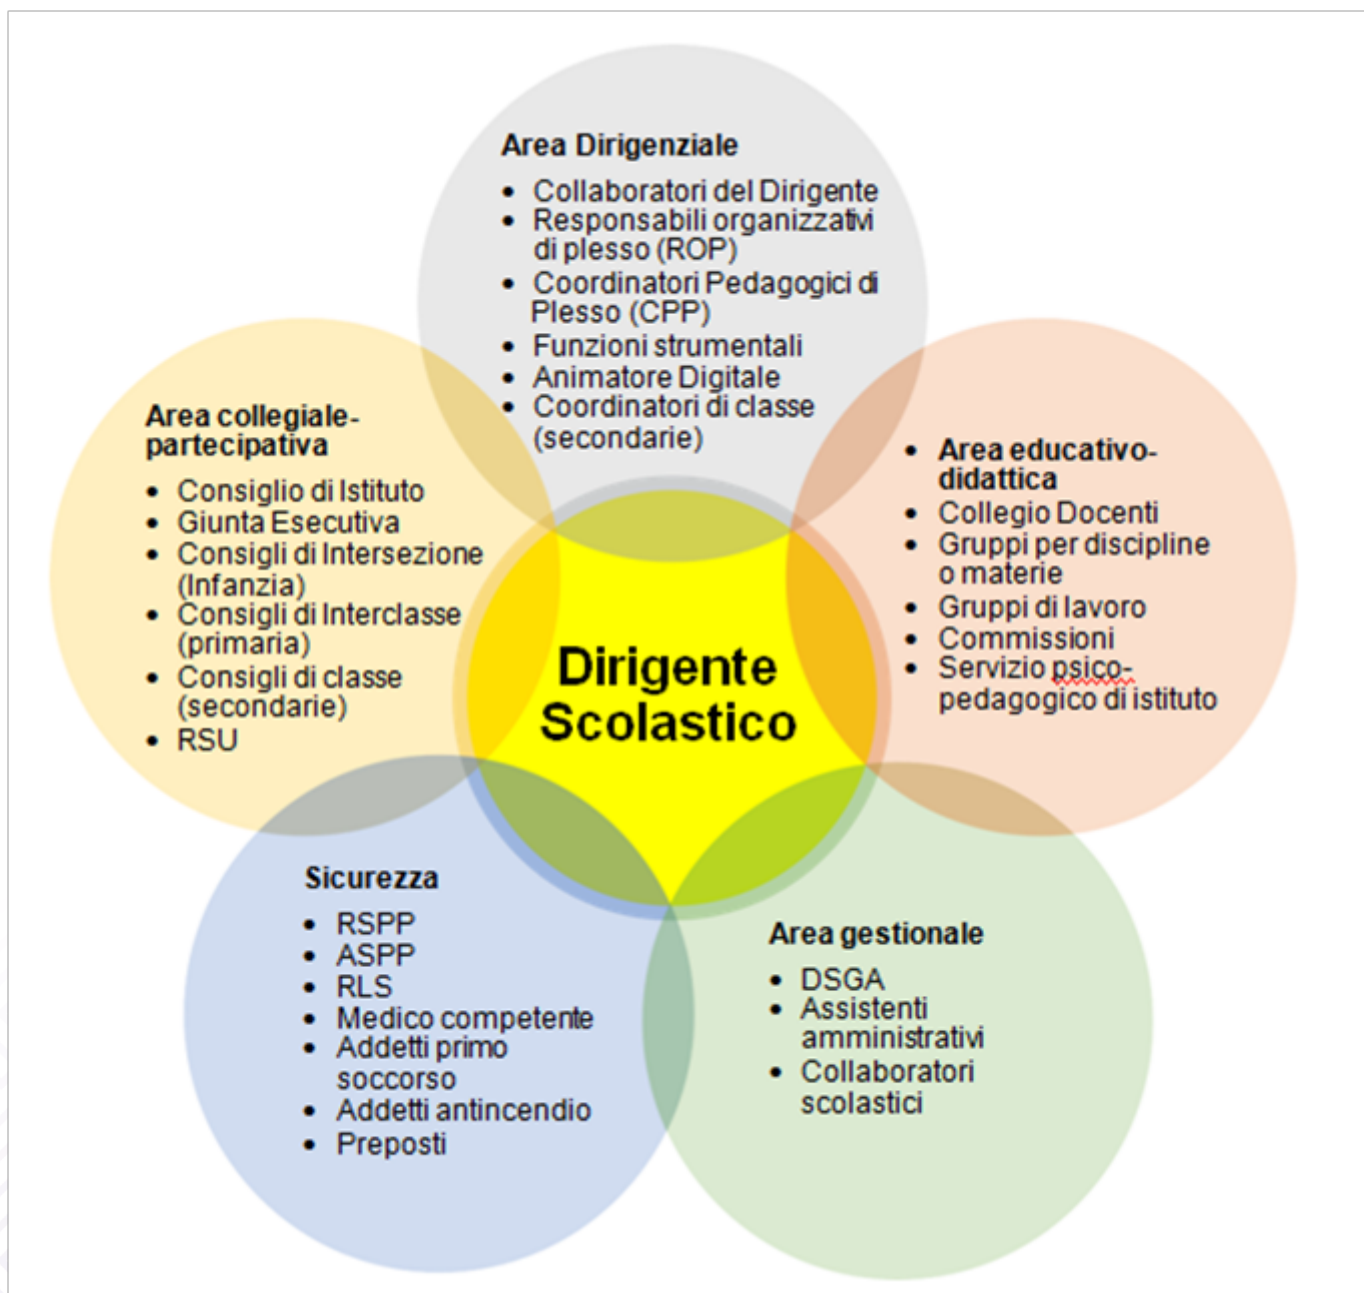 Area Dirigenziale
• Collaboratori del Dirigente
• Responsabili organizzativi
di plesso (ROP)
• Coordinatori Pedagogici di
Plesso (CPP)
• Funzioni strumentali
• Animatore Digitale
• Coordinatori di classe
(secondarie)
Area collegiale-
partecipativa
• Consiglio di Istituto
• Giunta Esecutiva
• Consigli di Intersezione
(Infanzia)
• Consigli di Interclasse
(primaria)
• Consigli di classe
(secondarie)
• RSU
• Area educativo-
didattica
• Collegio Docenti
• Gruppi per discipline
o materie
• Gruppi di lavoro
• Commissioni
• Servizio psico-
pedagogico di istituto
Dirigente
Scolastico
Sicurezza
• RSPP
• ASPP
• RLS
• Medico competente
• Addetti primo
soccorso
• Addetti antincendio
• Preposti
Area gestionale
• DSGA
• Assistenti
amministrativi
• Collaboratori
scolastici